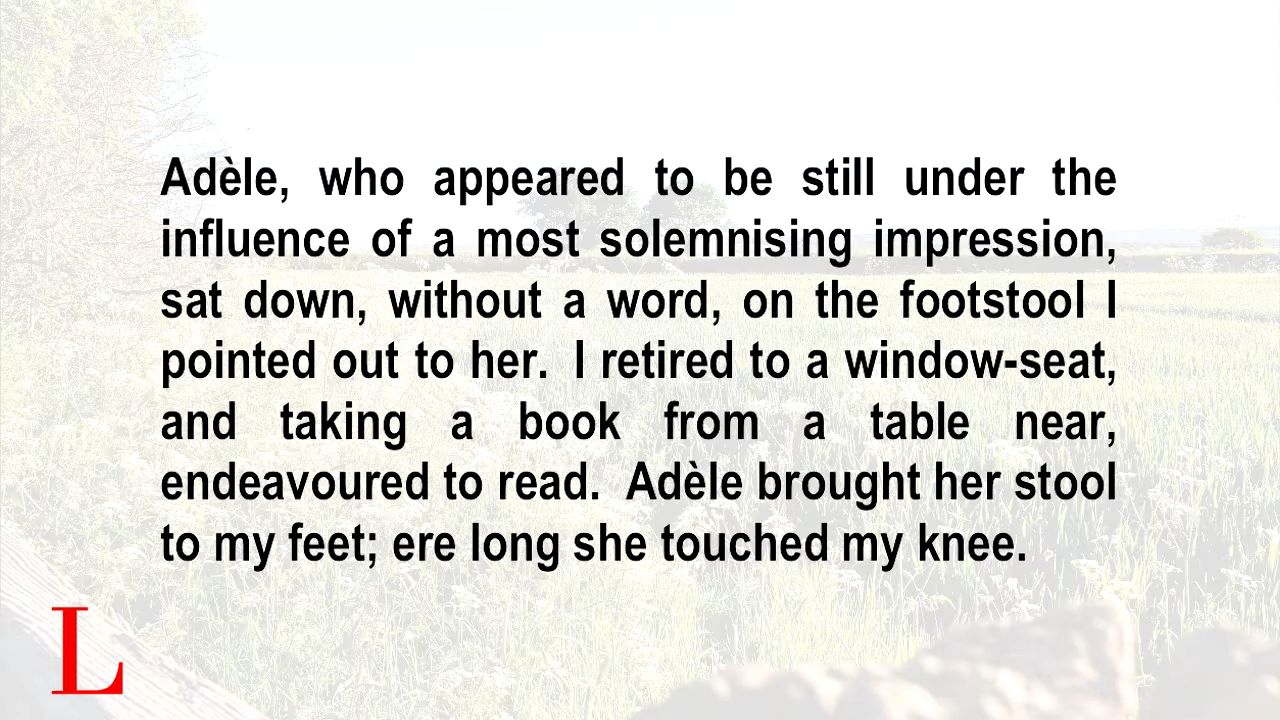 Adèle, who appeared to be still under the
influence of a most solemnising impression,
sat down, without a word, on the footstool I
pointed out to her.  I retired to a window-seat,
and taking a book from a table near,
endeavoured to read.  Adèle brought her stool
to my feet; ere long she touched my knee.
L